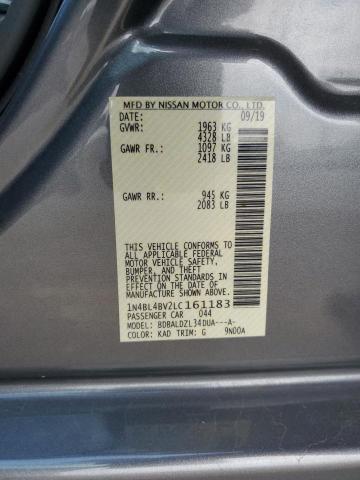 MFD BY NISSAN MOTOR CO., LTD.
DATE: 09/19
GVWR: 1963 KG
4328 LB
GAWR FR: 1097 KG
2418 LB
GAWR RR: 945 KG
2083 LB
THIS VEHICLE CONFORMS TO
ALL APPLICABLE FEDERAL
MOTOR VEHICLE SAFETY,
BUMPER, AND THEFT
PREVENTION STANDARDS IN
EFFECT ON THE DATE OF
MANUFACTURE SHOWN ABOVE.
1N4BL4BV2LC161183
PASSENGER CAR 044
MODEL: BDBALDZL34DUA---A-
COLOR: KAD TRIM: G 9N00A